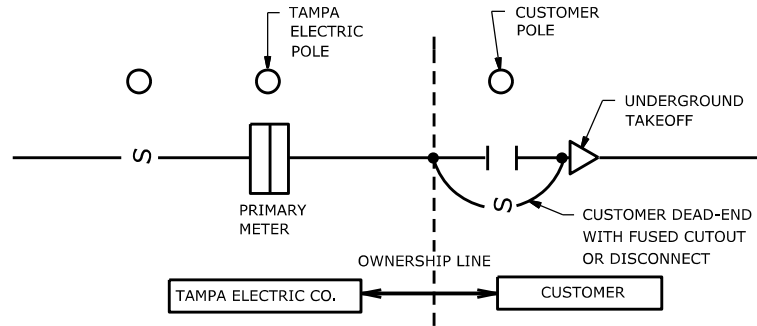 TAMPA
ELECTRIC
POLE
CUSTOMER
POLE
UNDERGROUND
TAKEOFF
S
PRIMARY
METER
S
CUSTOMER DEAD-END
WITH FUSED CUTOUT
OR DISCONNECT
OWNERSHIP LINE
TAMPA ELECTRIC CO.
CUSTOMER